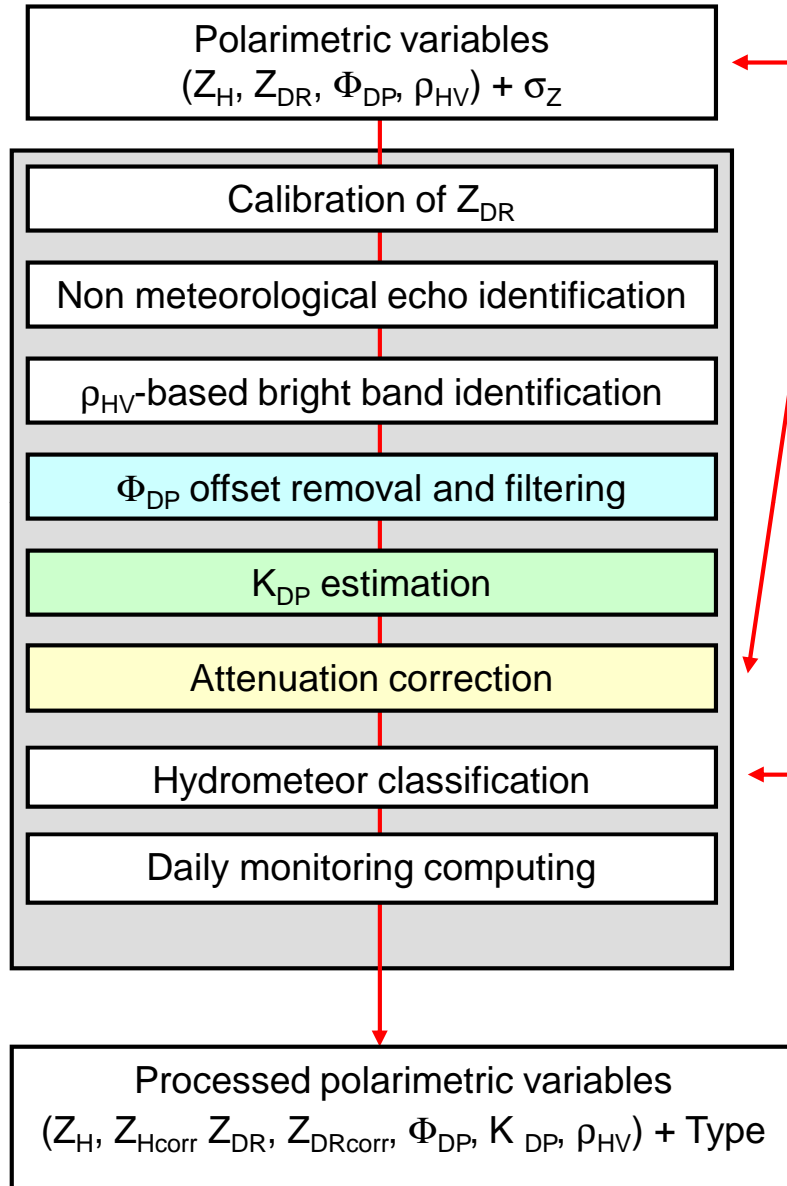 Polarimetric variables
(Z_H, Z_DR, Φ_DP, ρ_HV) + σ_Z
Calibration of Z_DR
Non meteorological echo identification
ρ_HV-based bright band identification
Φ_DP offset removal and filtering
K_DP estimation
Attenuation correction
Hydrometeor classification
Daily monitoring computing
Processed polarimetric variables
(Z_H, Z_Hcorr Z_DR, Z_DRcorr, Φ_DP, K_DP, ρ_HV) + Type